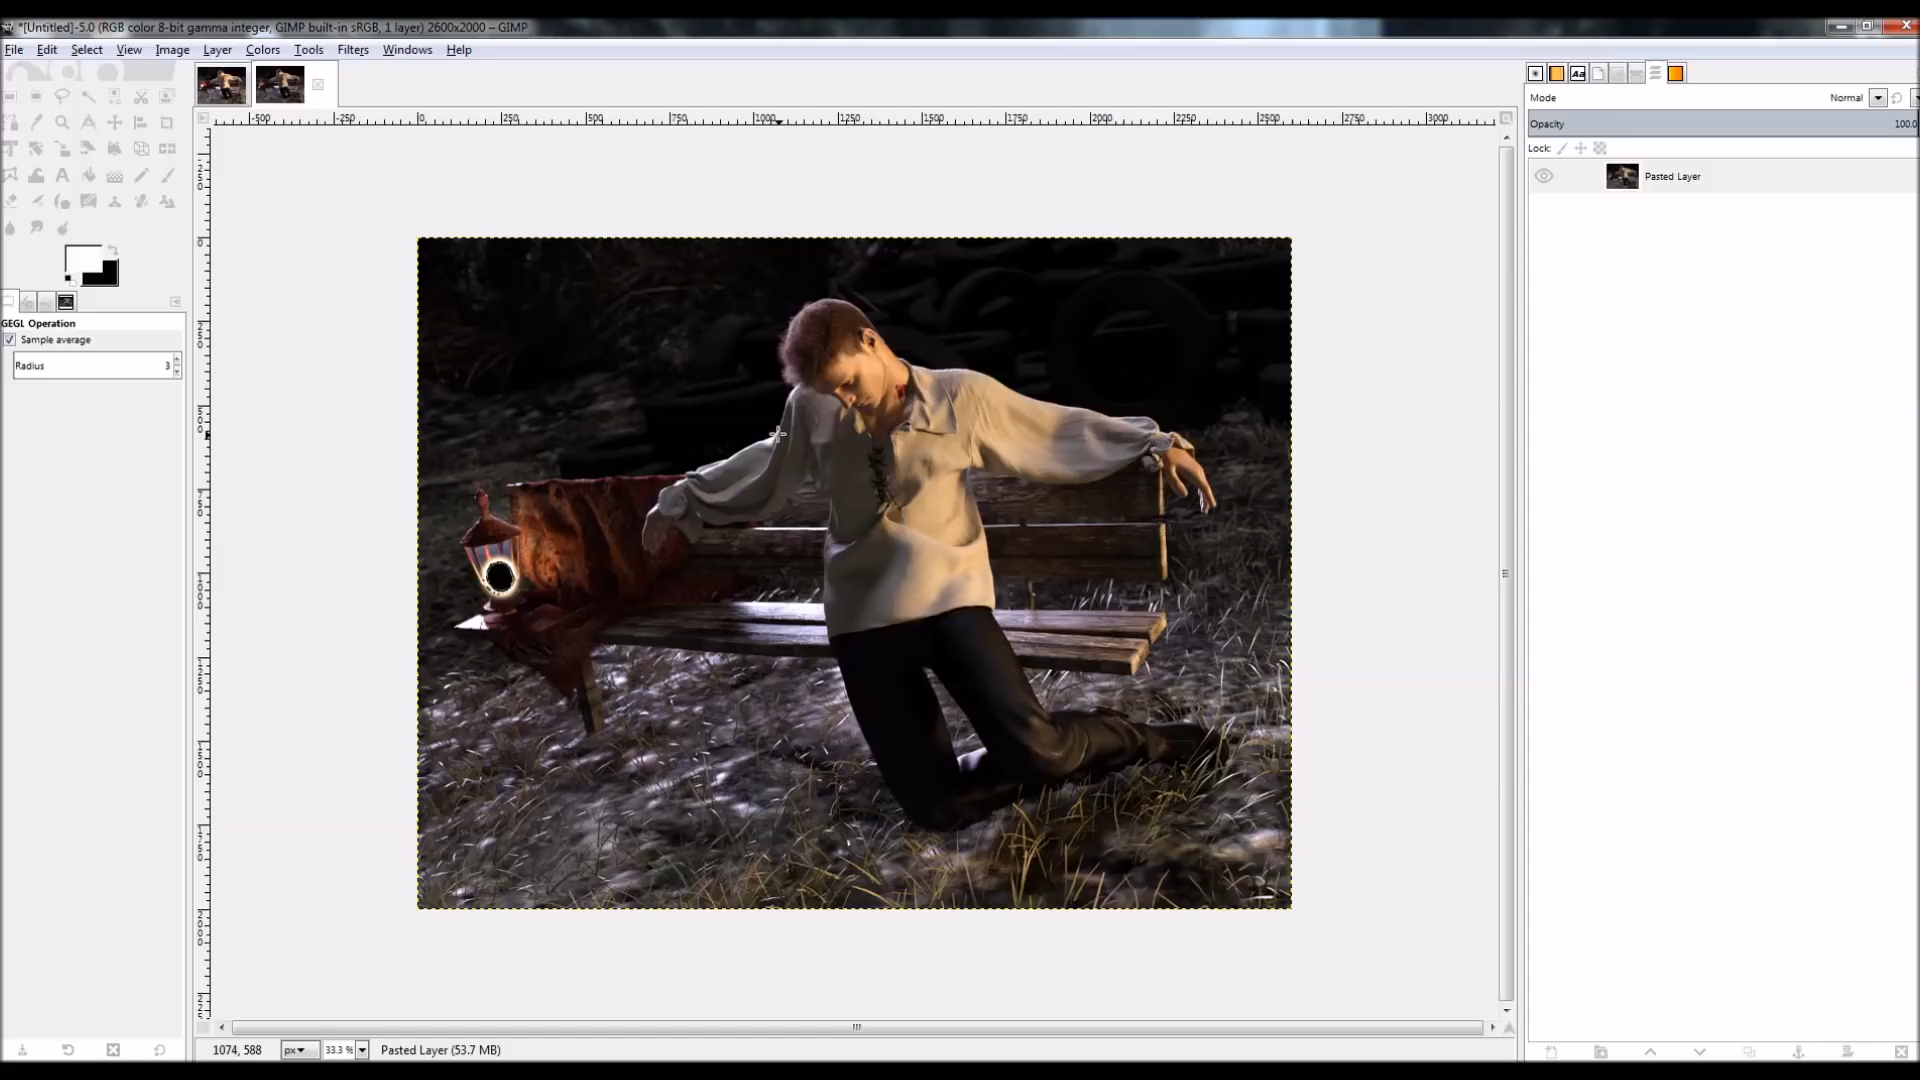 *[Untitled]-5.0 (RGB color 8-bit gamma integer, GIMP built-in sRGB, 1 layer) 2600x2000 – GIMP
File Edit Select View Image Layer Colors Tools Filters Windows Help
Aa
Mode Normal
-500 -250 0 250 500 750 1000 1250 1500 1750 2000 2250 2500 2750 3000
Opacity 100.0
Lock:
Pasted Layer
GEGL Operation
Sample average
Radius 3
1074, 588 px 33.3 % Pasted Layer (53.7 MB)